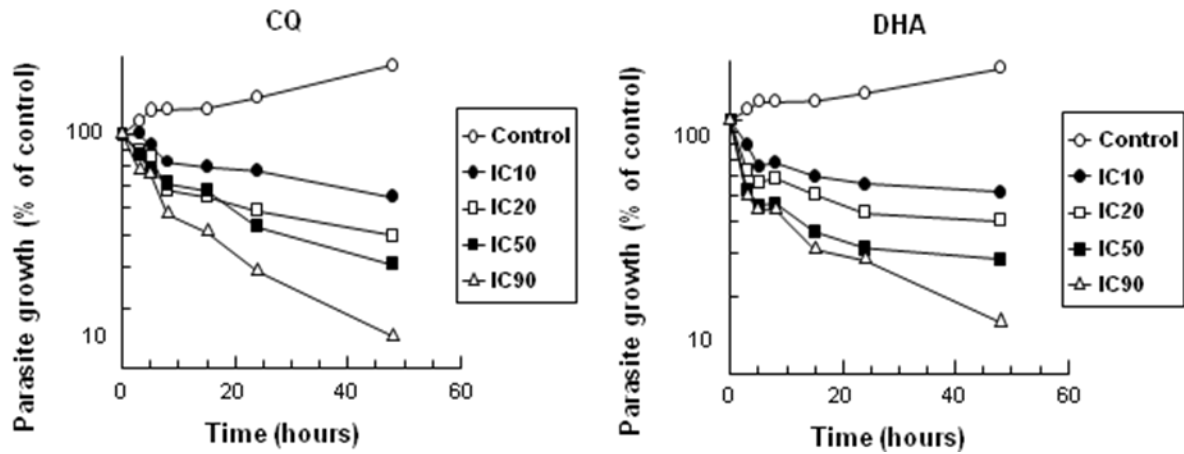 CQ
Parasite growth (% of control)
100
10
0
20
40
60
Time (hours)
Control
IC10
IC20
IC50
IC90
DHA
Parasite growth (% of control)
100
10
0
20
40
60
Time (hours)
Control
IC10
IC20
IC50
IC90